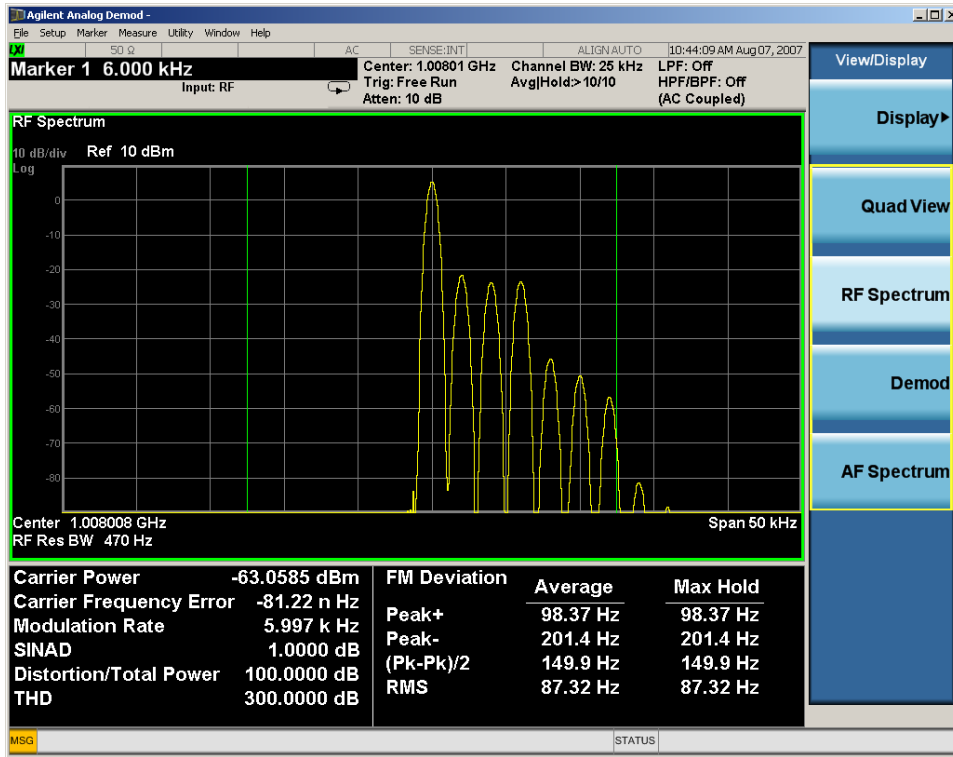 Agilent Analog Demod -
File Setup Marker Measure Utility Window Help
LXI 50 Ω AC SENSE:INT ALIGN AUTO 10:44:09 AM Aug 07, 2007
Marker 1 6.000 kHz
Input: RF
Center: 1.00801 GHz Channel BW: 25 kHz LPF: Off
Trig: Free Run Avg|Hold:>10/10 HPF/BPF: Off
Atten: 10 dB (AC Coupled)
RF Spectrum
10 dB/div Ref 10 dBm
Log
0
-10
-20
-30
-40
-50
-60
-70
-80
Center 1.008008 GHz Span 50 kHz
RF Res BW 470 Hz
Carrier Power -63.0585 dBm
Carrier Frequency Error -81.22 n Hz
Modulation Rate 5.997 k Hz
SINAD 1.0000 dB
Distortion/Total Power 100.0000 dB
THD 300.0000 dB
FM Deviation Average Max Hold
Peak+ 98.37 Hz 98.37 Hz
Peak- 201.4 Hz 201.4 Hz
(Pk-Pk)/2 149.9 Hz 149.9 Hz
RMS 87.32 Hz 87.32 Hz
View/Display
Display
Quad View
RF Spectrum
Demod
AF Spectrum
MSG STATUS